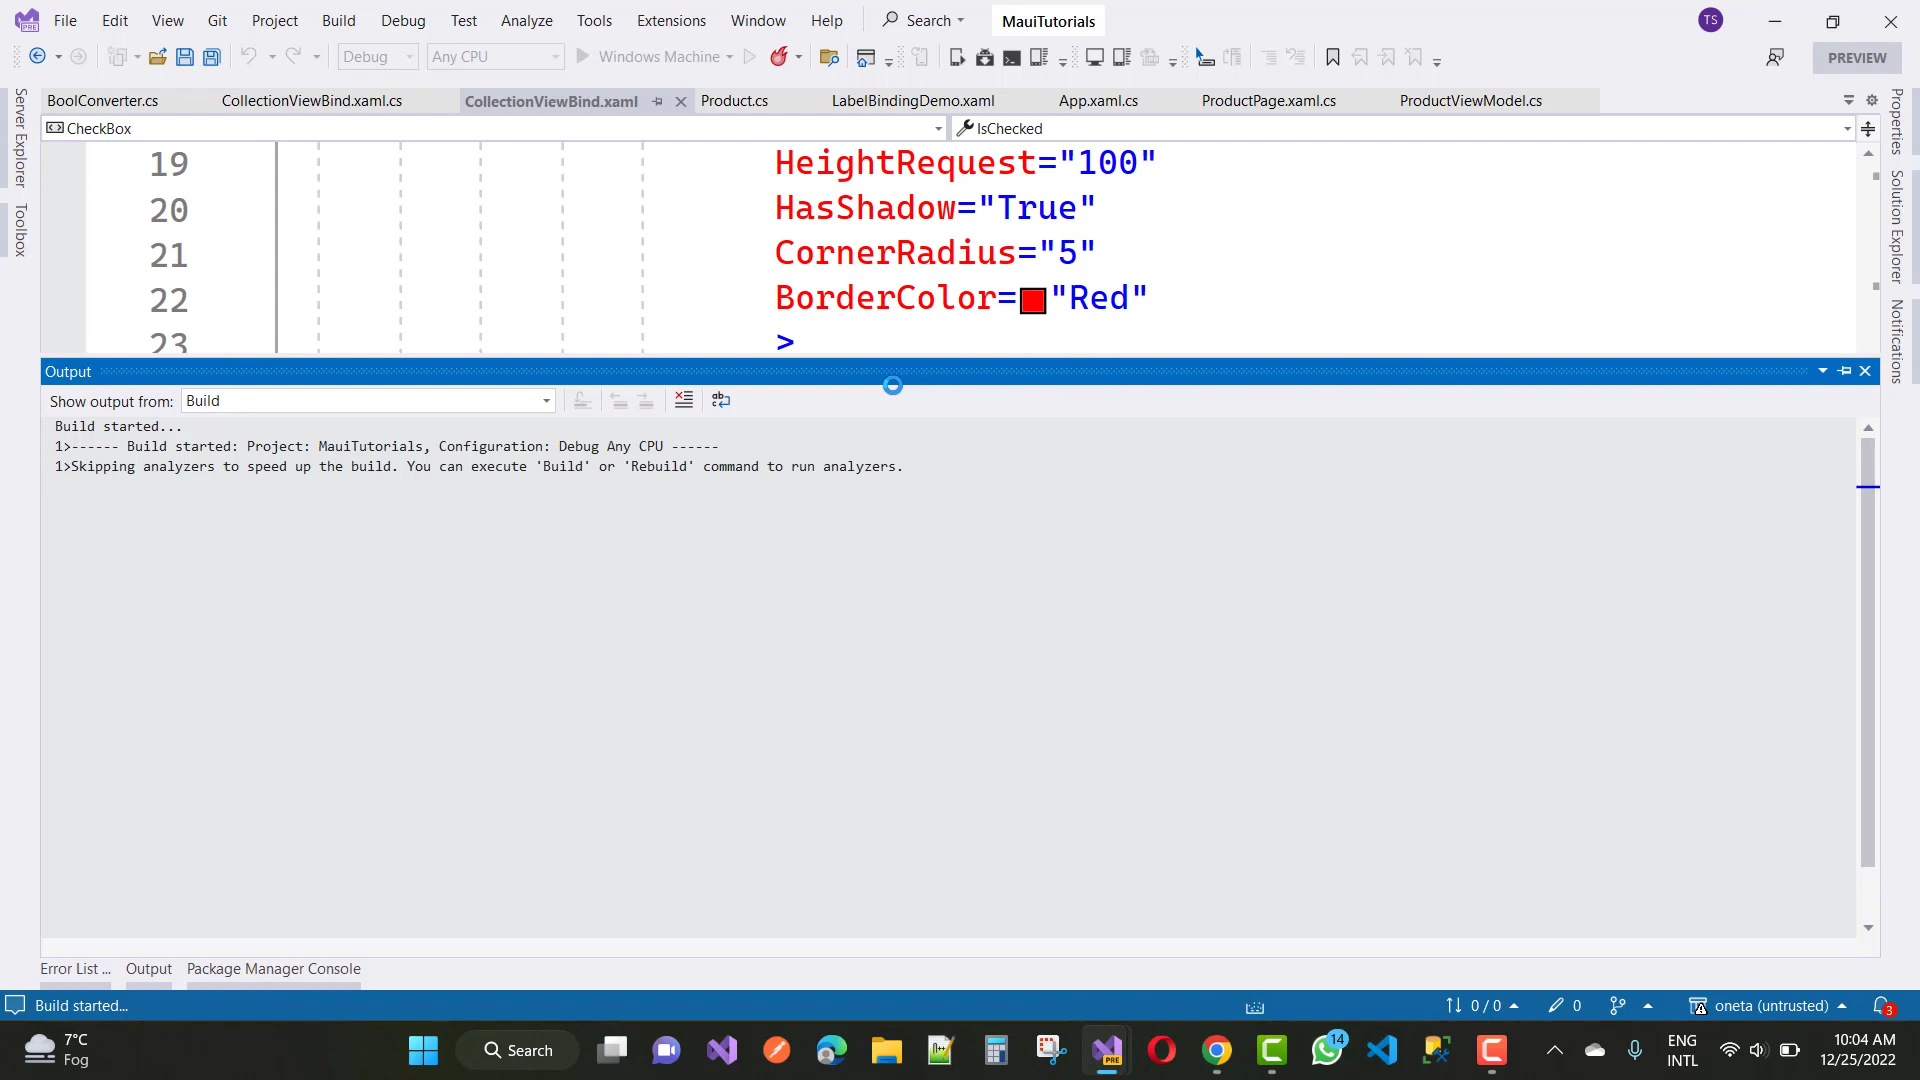 File Edit View Git Project Build Debug Test Analyze Tools Extensions Window Help Search MauiTutorials TS
Debug Any CPU Windows Machine PREVIEW
BoolConverter.cs CollectionViewBind.xaml.cs CollectionViewBind.xaml Product.cs LabelBindingDemo.xaml App.xaml.cs ProductPage.xaml.cs ProductViewModel.cs
CheckBox IsChecked
Server Explorer
Toolbox
Properties
Solution Explorer
Notifications
19 HeightRequest="100"
20 HasShadow="True"
21 CornerRadius="5"
22 BorderColor="Red"
23 >
Output
Show output from: Build
Build started...
1>------ Build started: Project: MauiTutorials, Configuration: Debug Any CPU ------
1>Skipping analyzers to speed up the build. You can execute 'Build' or 'Rebuild' command to run analyzers.
Error List ... Output Package Manager Console
Build started... 0 / 0 0 oneta (untrusted) 3
7°C
Fog
Search
PRE
14
ENG
INTL
10:04 AM
12/25/2022